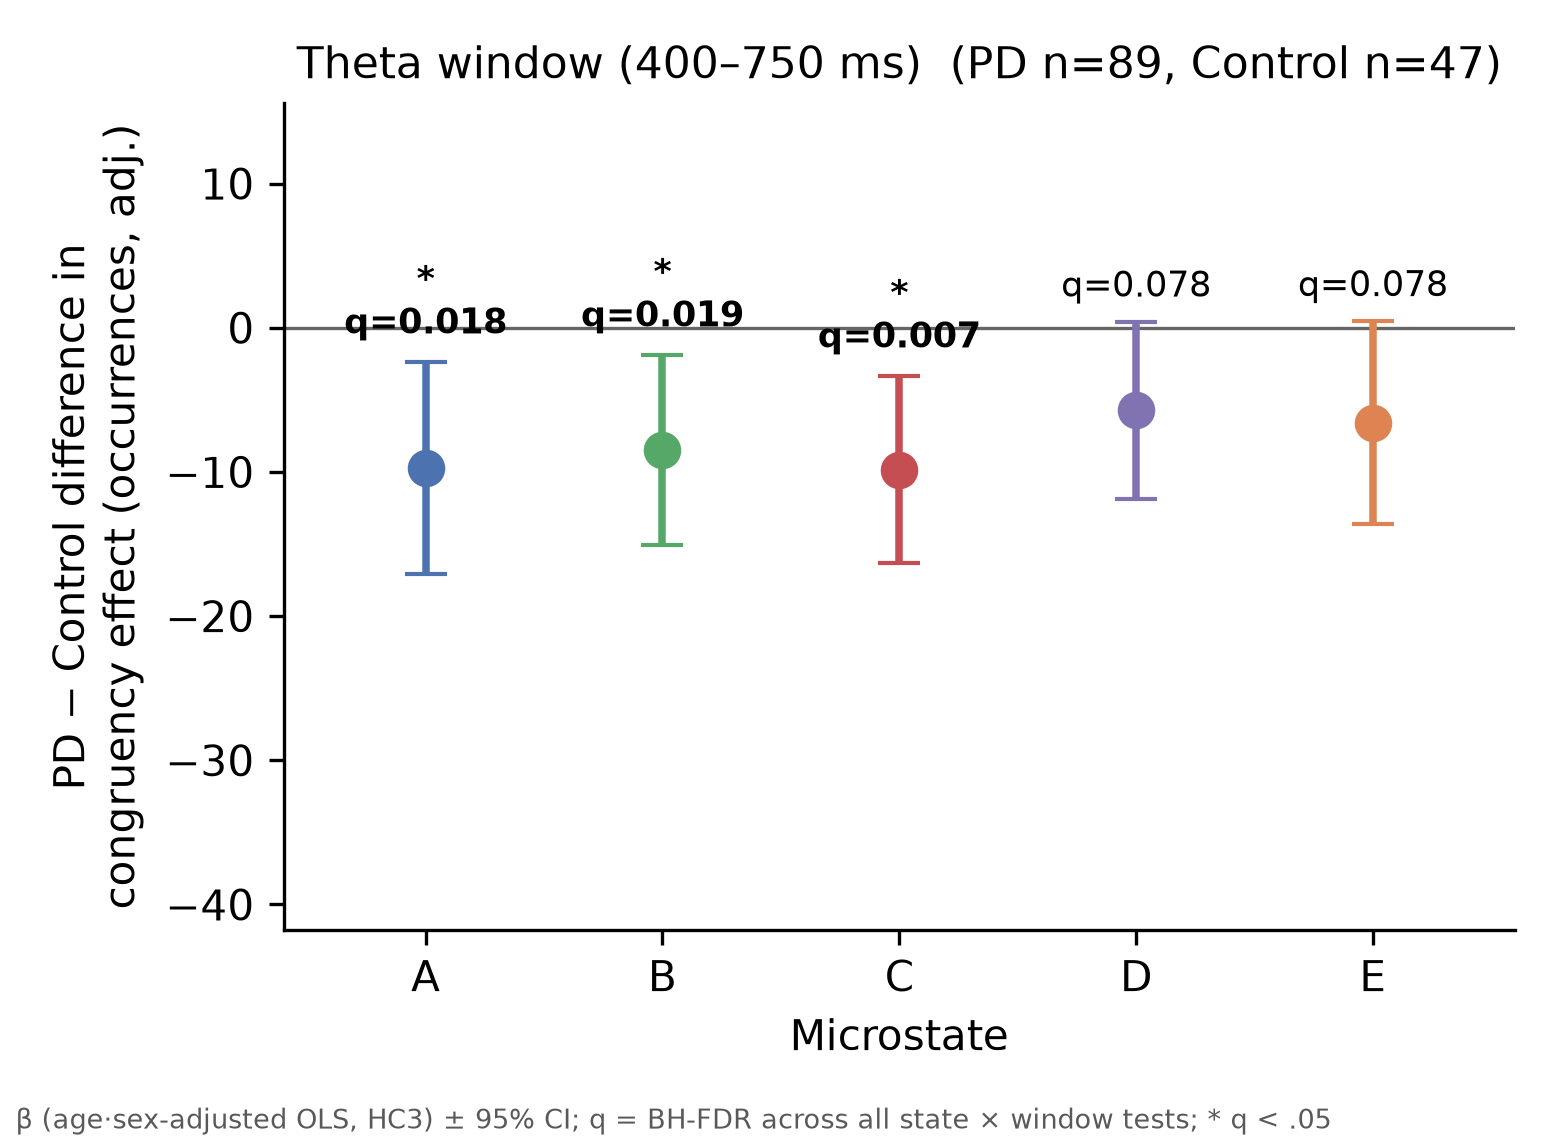 Theta window (400–750 ms)  (PD n=89, Control n=47)
PD − Control difference in
congruency effect (occurrences, adj.)
10
0
−10
−20
−30
−40
*
q=0.018
*
q=0.019
*
q=0.007
q=0.078
q=0.078
A
B
C
D
E
Microstate
β (age·sex-adjusted OLS, HC3) ± 95% CI; q = BH-FDR across all state × window tests; * q < .05